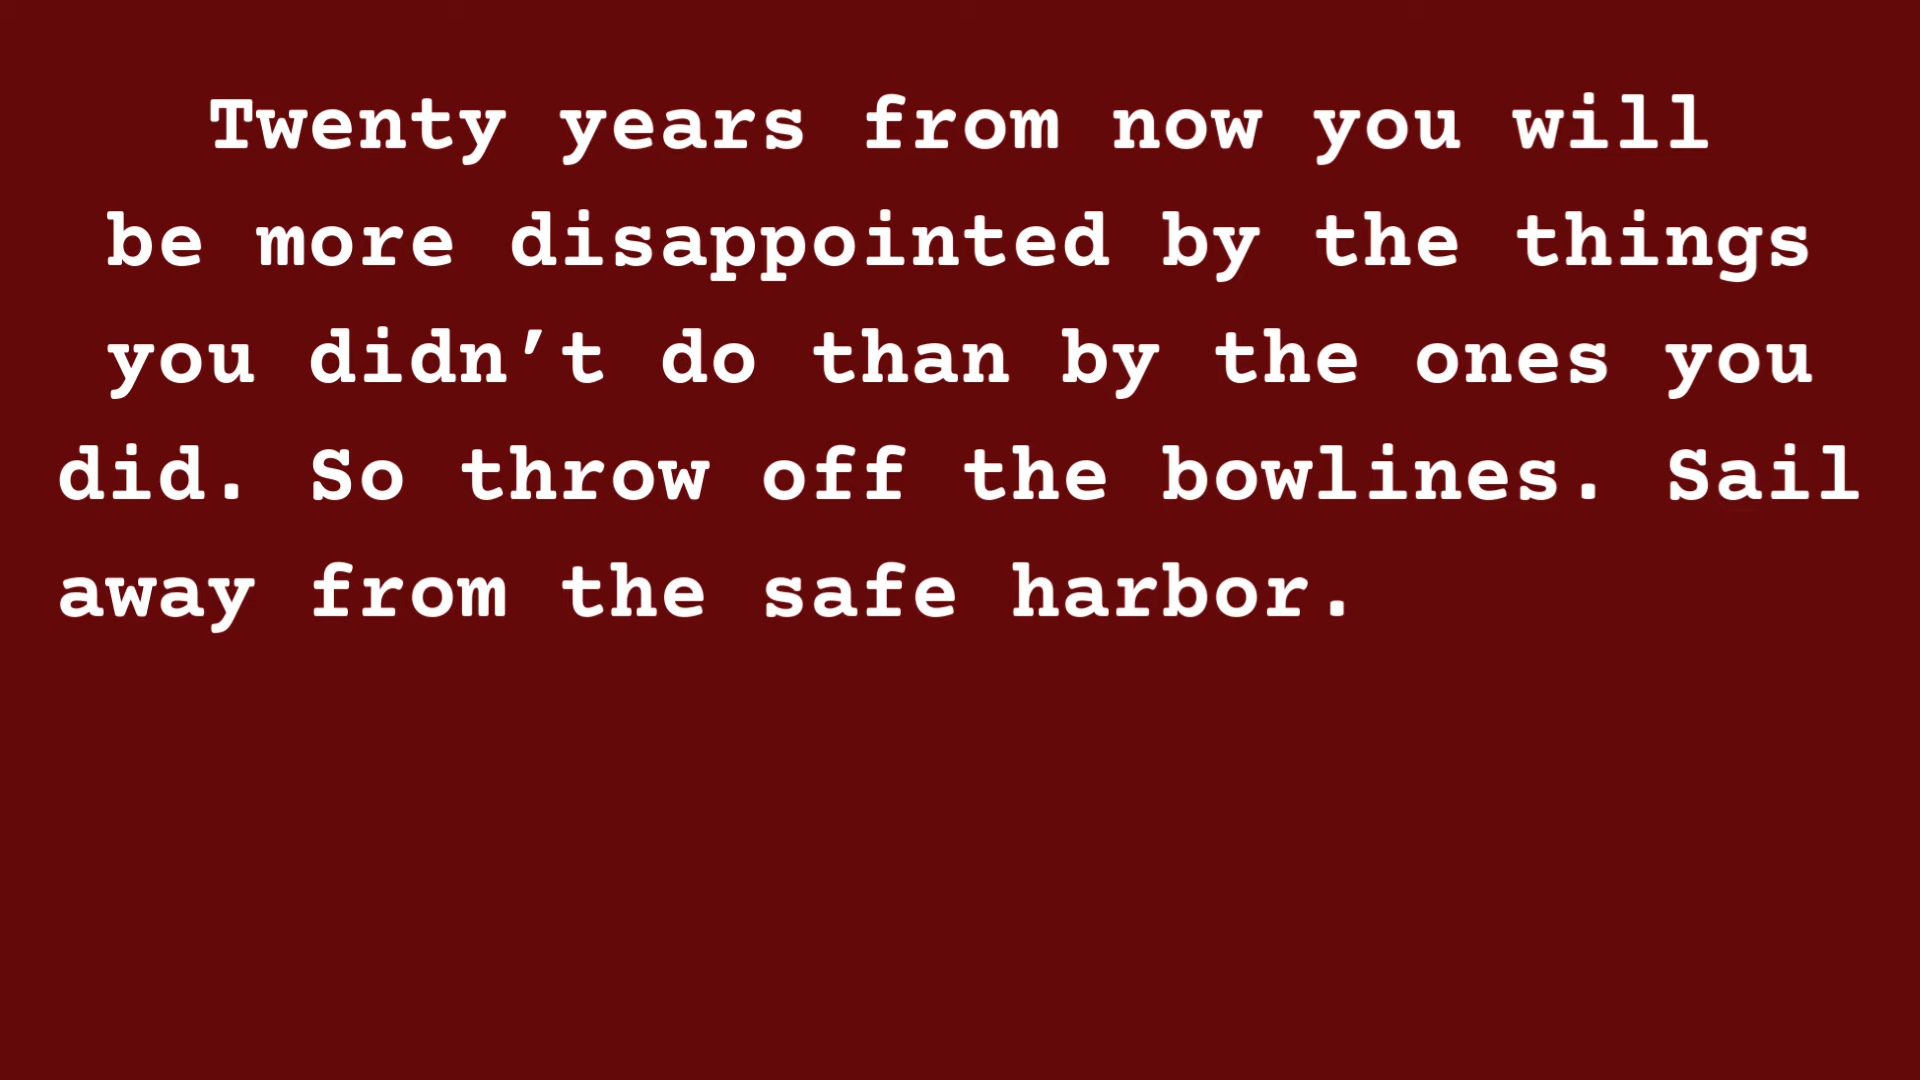 Twenty years from now you will
be more disappointed by the things
you didn’t do than by the ones you
did. So throw off the bowlines. Sail
away from the safe harbor.